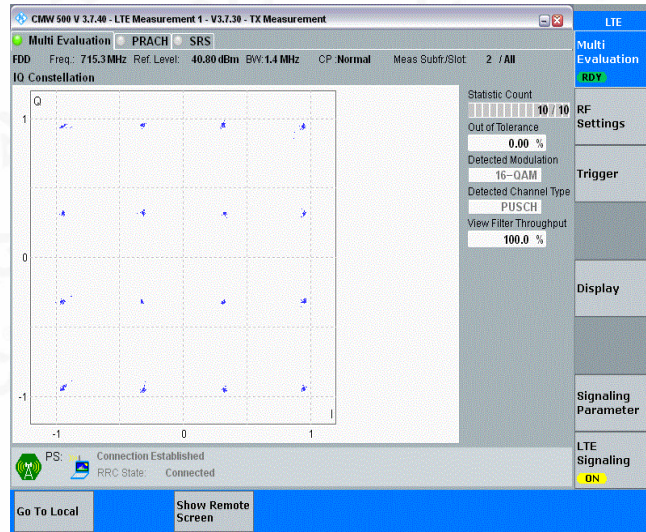 CMW 500 V 3.7.40 - LTE Measurement 1 - V3.7.30 - TX Measurement
LTE
Multi Evaluation PRACH SRS
FDD Freq.: 715.3 MHz Ref. Level: 40.80 dBm BW: 1.4 MHz CP :Normal Meas Subfr./Slot: 2 / All
IQ Constellation
Q
1
0
-1
-1 0 1
I
Statistic Count
10 / 10
Out of Tolerance
0.00 %
Detected Modulation
16-QAM
Detected Channel Type
PUSCH
View Filter Throughput
100.0 %
Multi
Evaluation
RDY
RF
Settings
Trigger
Display
Signaling
Parameter
LTE
Signaling
ON
PS: Connection Established
RRC State: Connected
Go To Local
Show Remote
Screen